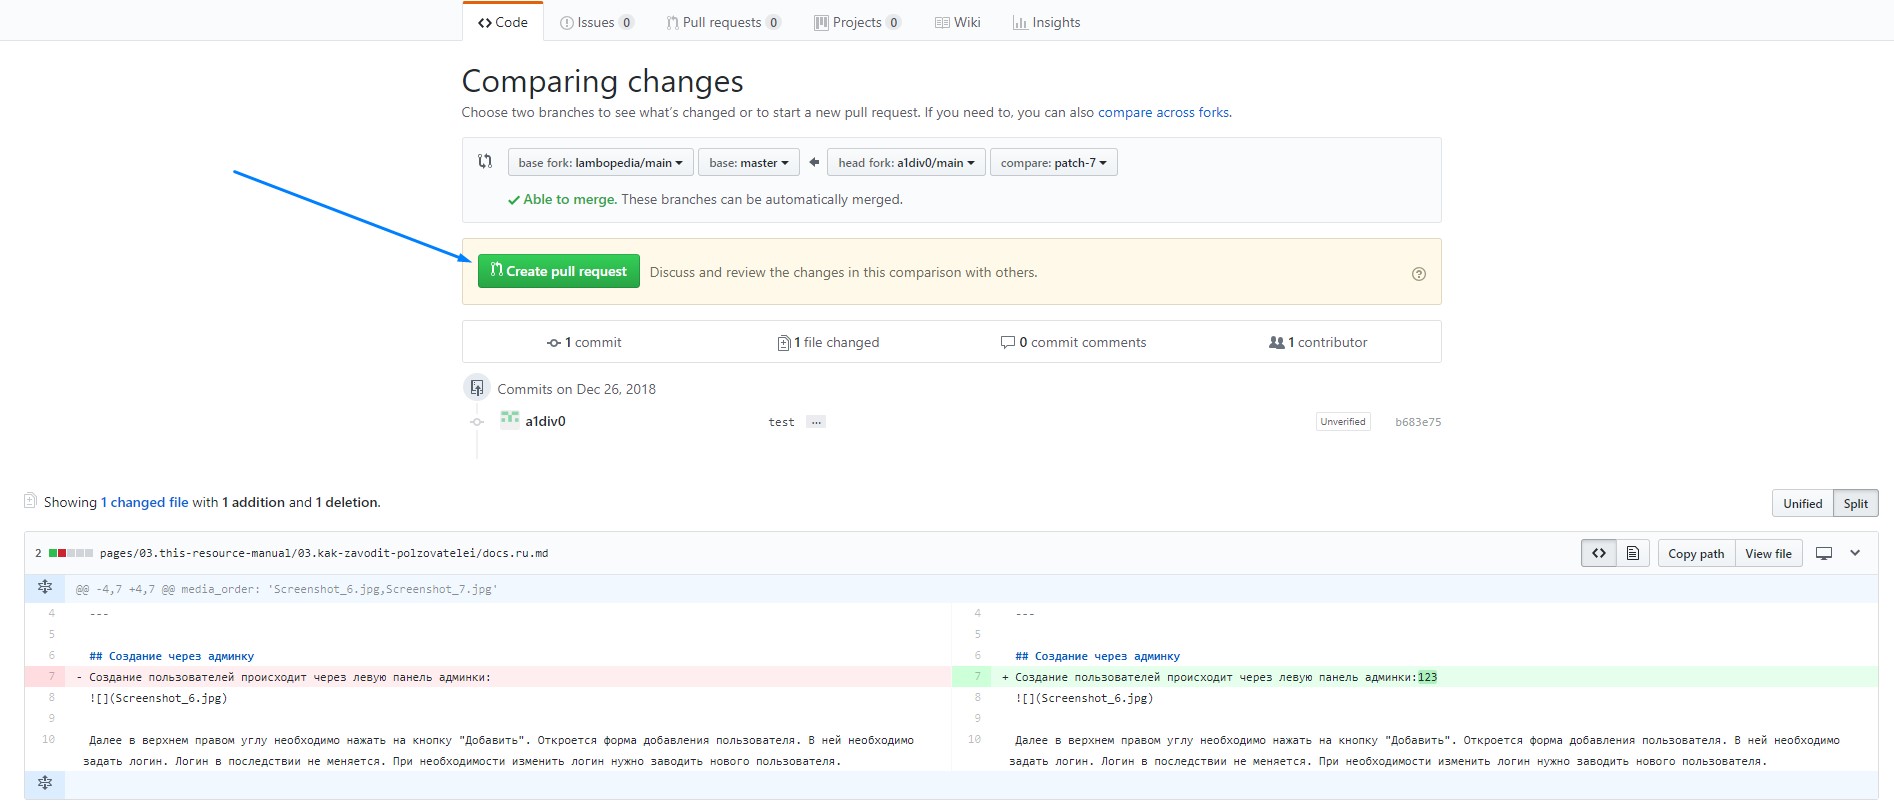 Code Issues 0 Pull requests 0 Projects 0 Wiki Insights
Comparing changes
Choose two branches to see what's changed or to start a new pull request. If you need to, you can also compare across forks.
base fork: lambopedia/main base: master head fork: a1div0/main compare: patch-7
Able to merge. These branches can be automatically merged.
Create pull request Discuss and review the changes in this comparison with others.
1 commit 1 file changed 0 commit comments 1 contributor
Commits on Dec 26, 2018
a1div0 test ... Unverified b683e75
Showing 1 changed file with 1 addition and 1 deletion.
Unified Split
2 pages/03.this-resource-manual/03.kak-zavodit-polzovatelei/docs.ru.md
Copy path View file
@@ -4,7 +4,7 @@ media_order: 'Screenshot_6.jpg,Screenshot_7.jpg'
4 ---
5
6 ## Создание через админку
7 - Создание пользователей происходит через левую панель админки:
8 ![](Screenshot_6.jpg)
9
10 Далее в верхнем правом углу необходимо нажать на кнопку "Добавить". Откроется форма добавления пользователя. В ней необходимо
задать логин. Логин в последствии не меняется. При необходимости изменить логин нужно заводить нового пользователя.
4 ---
5
6 ## Создание через админку
7 + Создание пользователей происходит через левую панель админки:123
8 ![](Screenshot_6.jpg)
9
10 Далее в верхнем правом углу необходимо нажать на кнопку "Добавить". Откроется форма добавления пользователя. В ней необходимо
задать логин. Логин в последствии не меняется. При необходимости изменить логин нужно заводить нового пользователя.